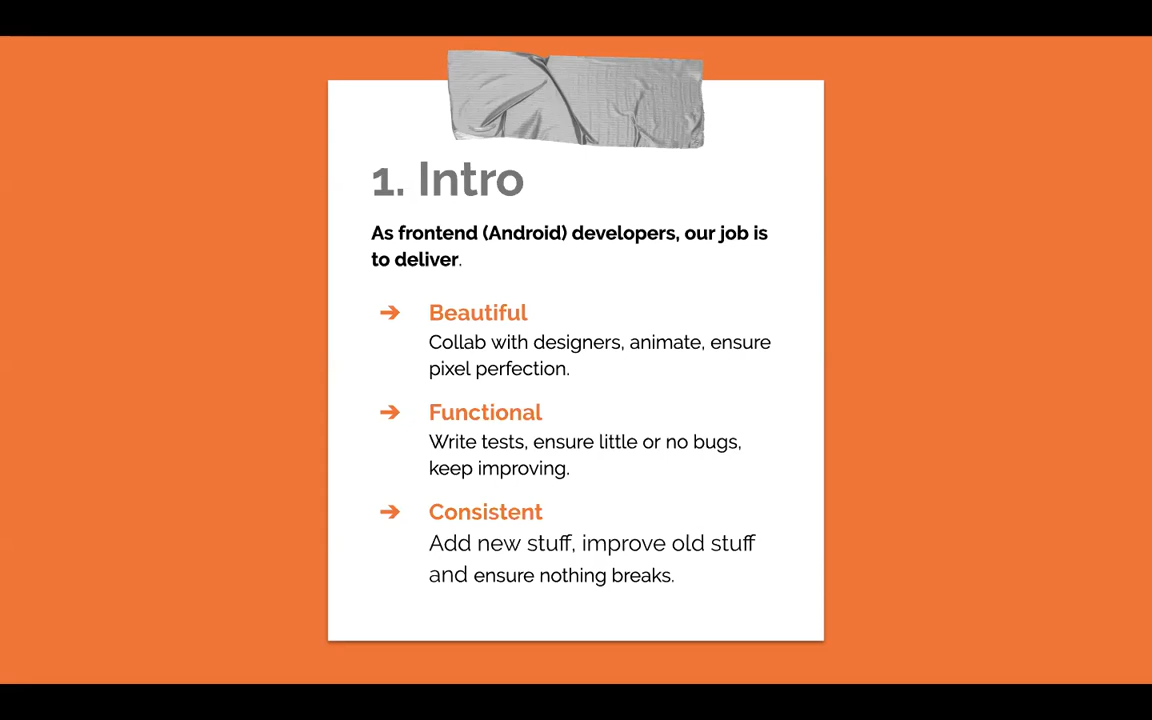 1. Intro
As frontend (Android) developers, our job is
to deliver.
➔ Beautiful
Collab with designers, animate, ensure
pixel perfection.
➔ Functional
Write tests, ensure little or no bugs,
keep improving.
➔ Consistent
Add new stuff, improve old stuff
and ensure nothing breaks.